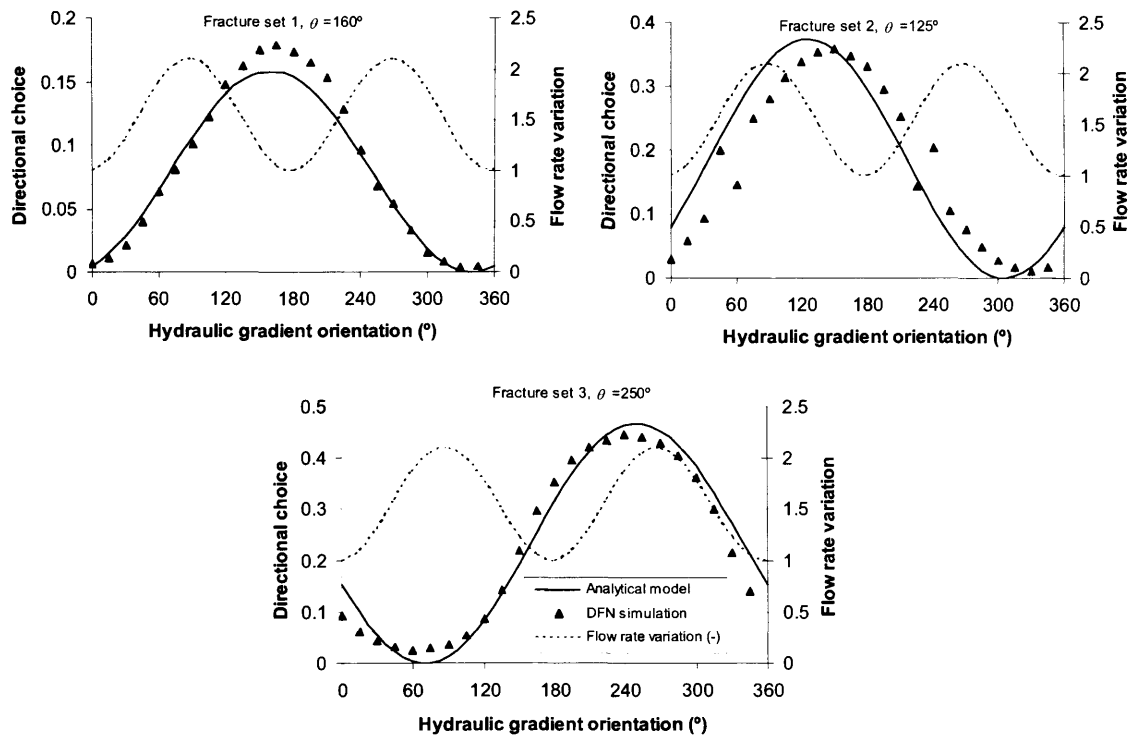 Fracture set 1, θ =160º
Directional choice
0.2
0.15
0.1
0.05
0
2.5
2
1.5
1
0.5
0
Flow rate variation
0 60 120 180 240 300 360
Hydraulic gradient orientation (º)
Fracture set 2, θ =125º
Directional choice
0.4
0.3
0.2
0.1
0
2.5
2
1.5
1
0.5
0
Flow rate variation
0 60 120 180 240 300 360
Hydraulic gradient orientation (º)
Fracture set 3, θ =250º
Directional choice
0.5
0.4
0.3
0.2
0.1
0
2.5
2
1.5
1
0.5
0
Flow rate variation
Analytical model
DFN simulation
Flow rate variation (-)
0 60 120 180 240 300 360
Hydraulic gradient orientation (º)